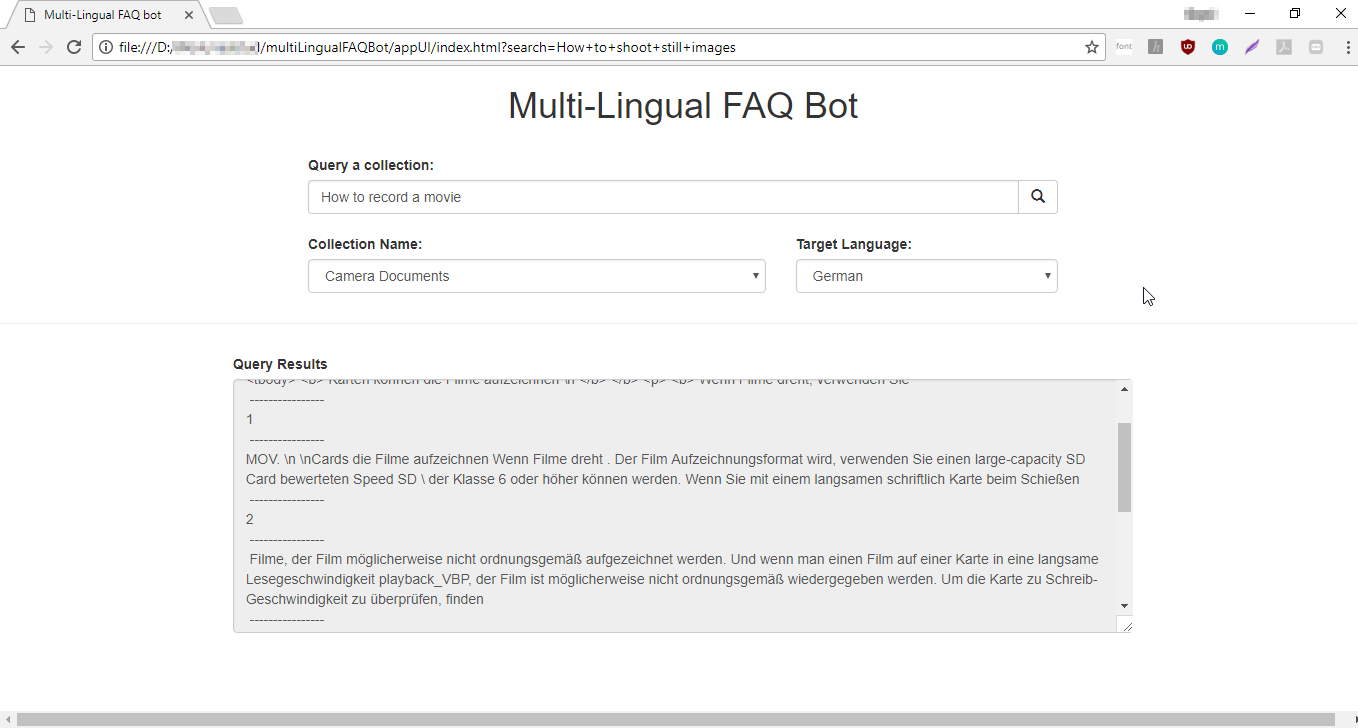 Multi-Lingual FAQ bot
file:///D:/ /multiLingualFAQBot/appUI/index.html?search=How+to+shoot+still+images
font
h
UD
m
Multi-Lingual FAQ Bot
Query a collection:
How to record a movie
Collection Name:
Target Language:
Camera Documents
German
Query Results
<tbody> <b> Karten können die Filme aufzeichnen \n </b> </b> <p> <b> Wenn Filme dreht, verwenden Sie
----------------
1
----------------
MOV. \n \nCards die Filme aufzeichnen Wenn Filme dreht . Der Film Aufzeichnungsformat wird, verwenden Sie einen large-capacity SD
Card bewerteten Speed SD \ der Klasse 6 oder höher können werden. Wenn Sie mit einem langsamen schriftlich Karte beim Schießen
----------------
2
----------------
Filme, der Film möglicherweise nicht ordnungsgemäß aufgezeichnet werden. Und wenn man einen Film auf einer Karte in eine langsame
Lesegeschwindigkeit playback_VBP, der Film ist möglicherweise nicht ordnungsgemäß wiedergegeben werden. Um die Karte zu Schreib-
Geschwindigkeit zu überprüfen, finden
----------------